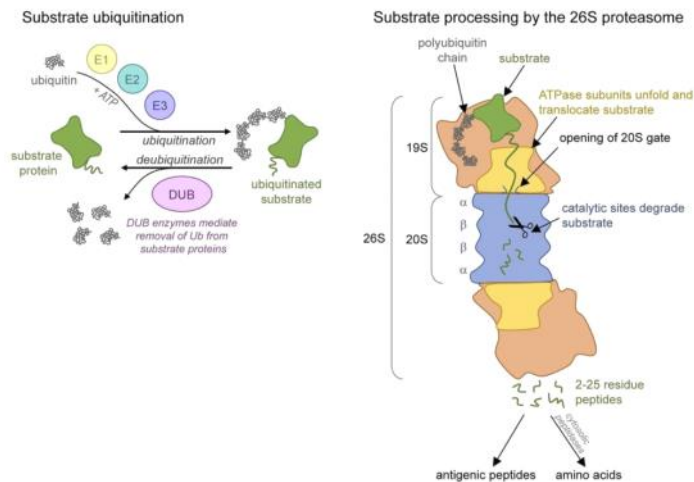 Substrate ubiquitination
ubiquitin
E1
E2
E3
+ ATP
ubiquitination
deubiquitination
substrate
protein
ubiquitinated
substrate
DUB
DUB enzymes mediate
removal of Ub from
substrate proteins
Substrate processing by the 26S proteasome
polyubiquitin
chain
substrate
ATPase subunits unfold and
translocate substrate
opening of 20S gate
19S
α
β
β
α
20S
26S
catalytic sites degrade
substrate
2-25 residue
peptides
cytosolic
peptidases
antigenic peptides
amino acids